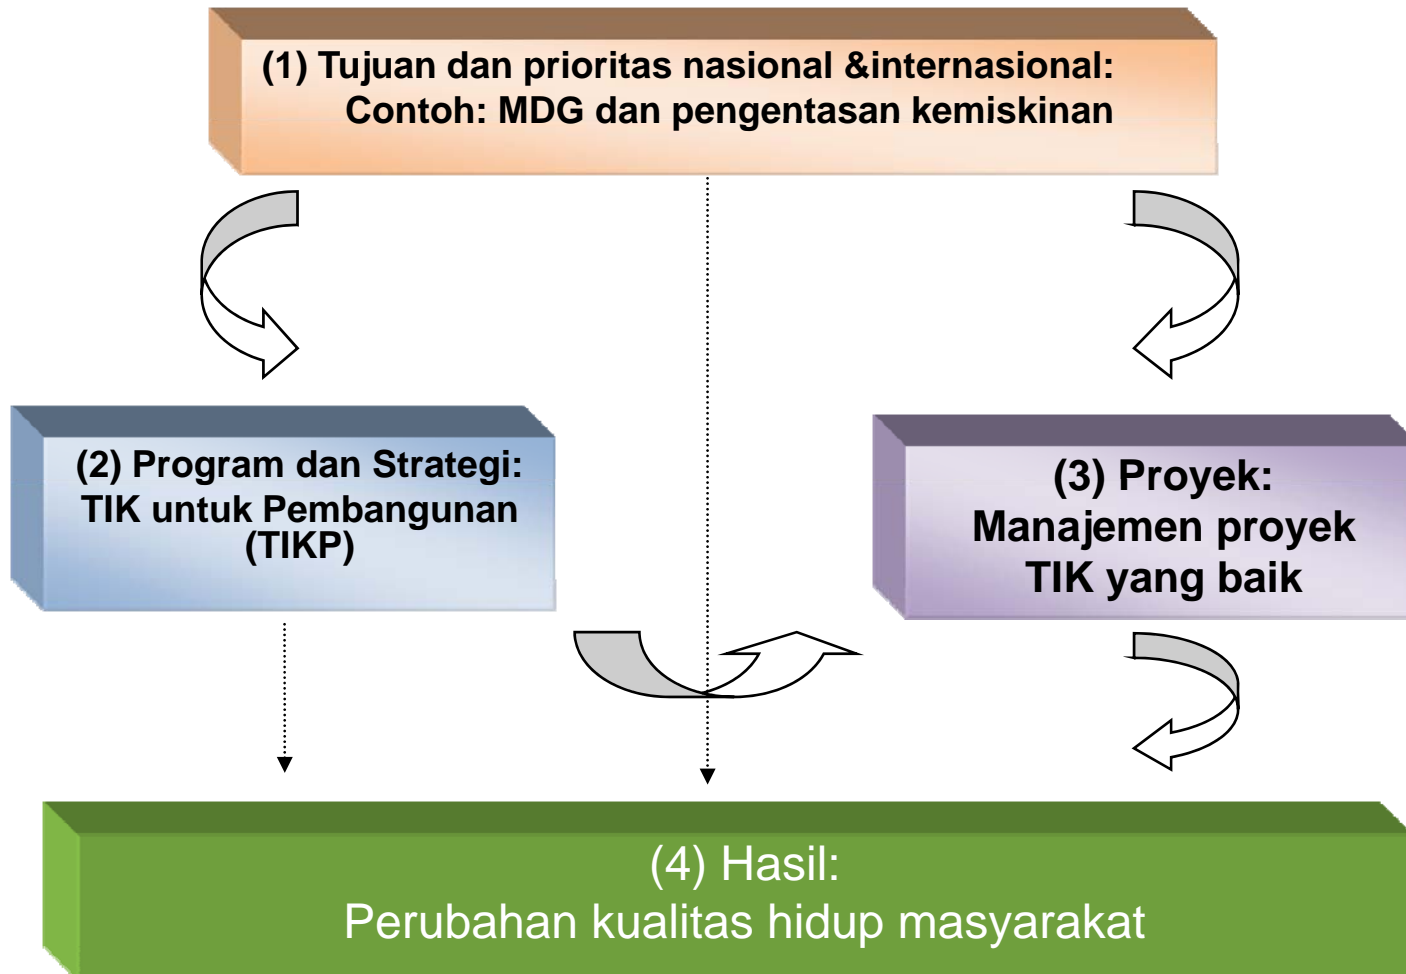 (1) Tujuan dan prioritas nasional &internasional:
Contoh: MDG dan pengentasan kemiskinan
(2) Program dan Strategi:
TIK untuk Pembangunan
(TIKP)
(3) Proyek:
Manajemen proyek
TIK yang baik
(4) Hasil:
Perubahan kualitas hidup masyarakat